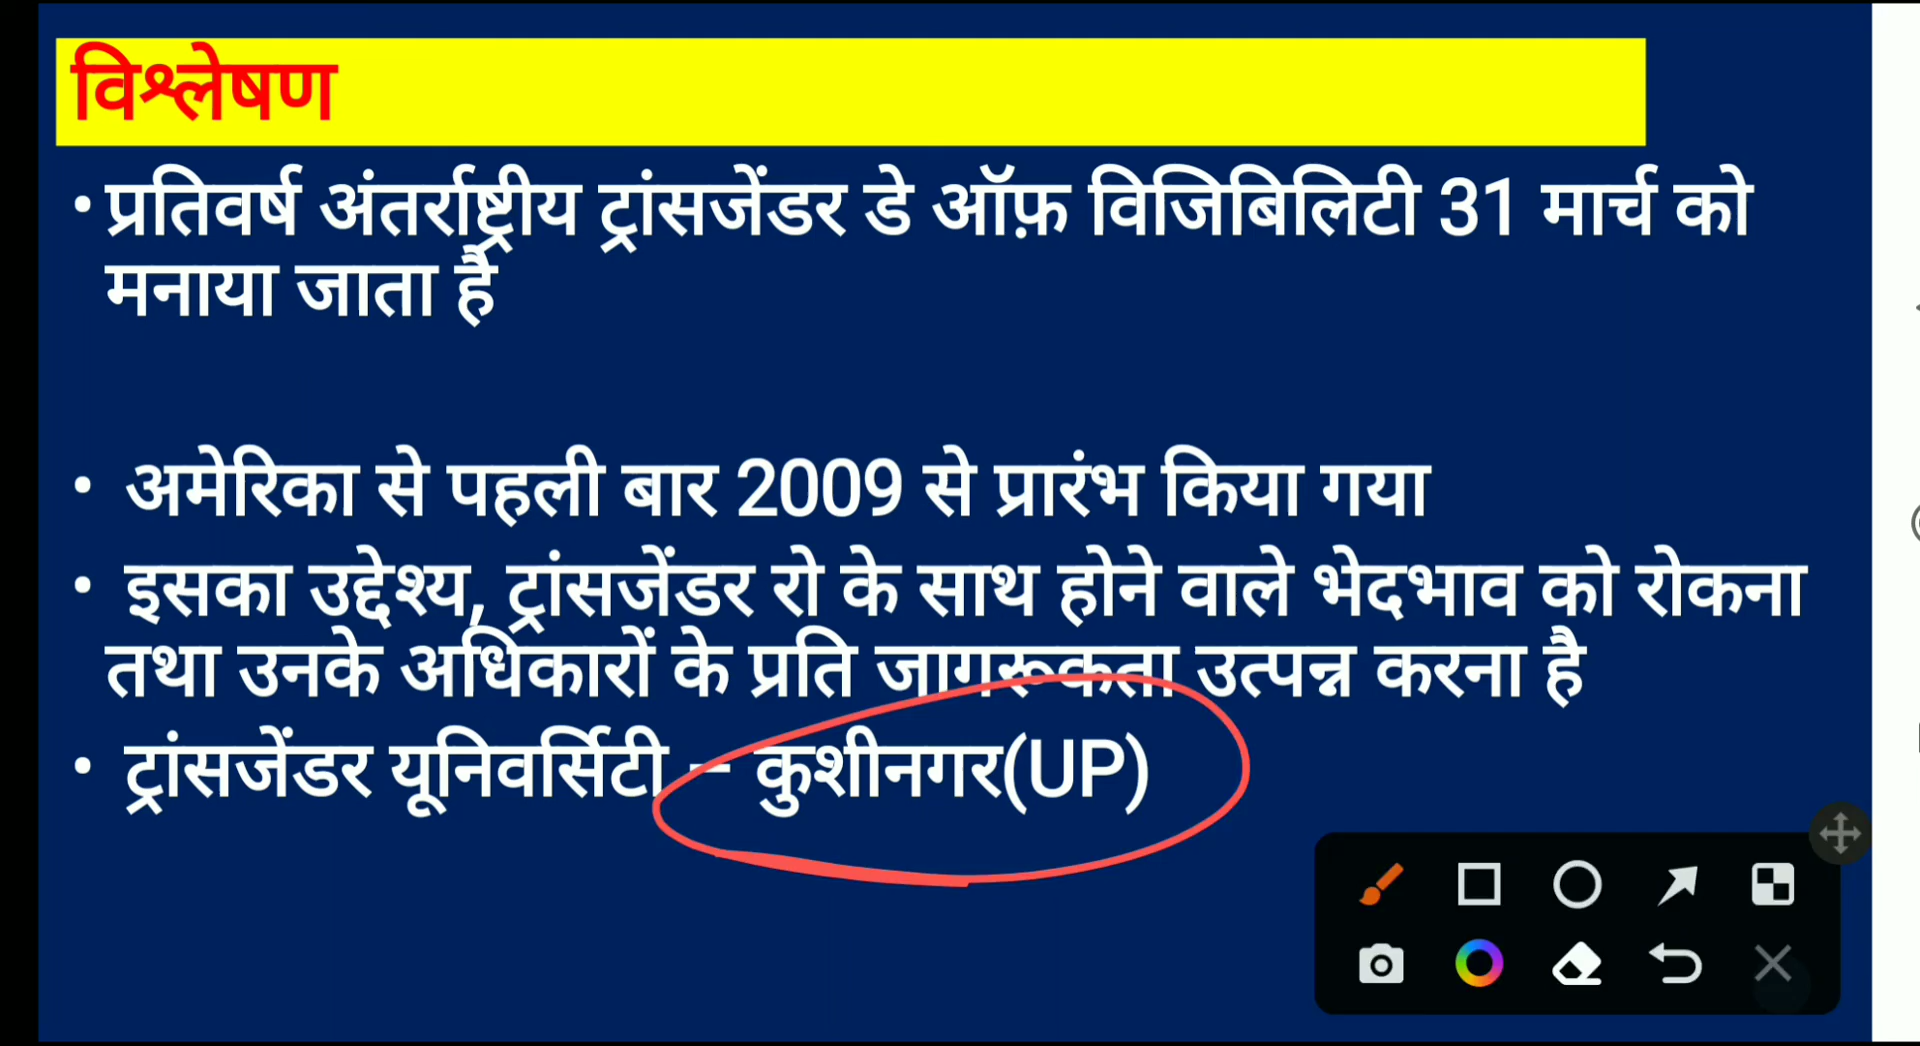 विश्लेषण
• प्रतिवर्ष अंतर्राष्ट्रीय ट्रांसजेंडर डे ऑफ़ विजिबिलिटी 31 मार्च को
मनाया जाता है
• अमेरिका से पहली बार 2009 से प्रारंभ किया गया
• इसका उद्देश्य, ट्रांसजेंडर रो के साथ होने वाले भेदभाव को रोकना
तथा उनके अधिकारों के प्रति जागरूकता उत्पन्न करना है
• ट्रांसजेंडर यूनिवर्सिटी – कुशीनगर(UP)